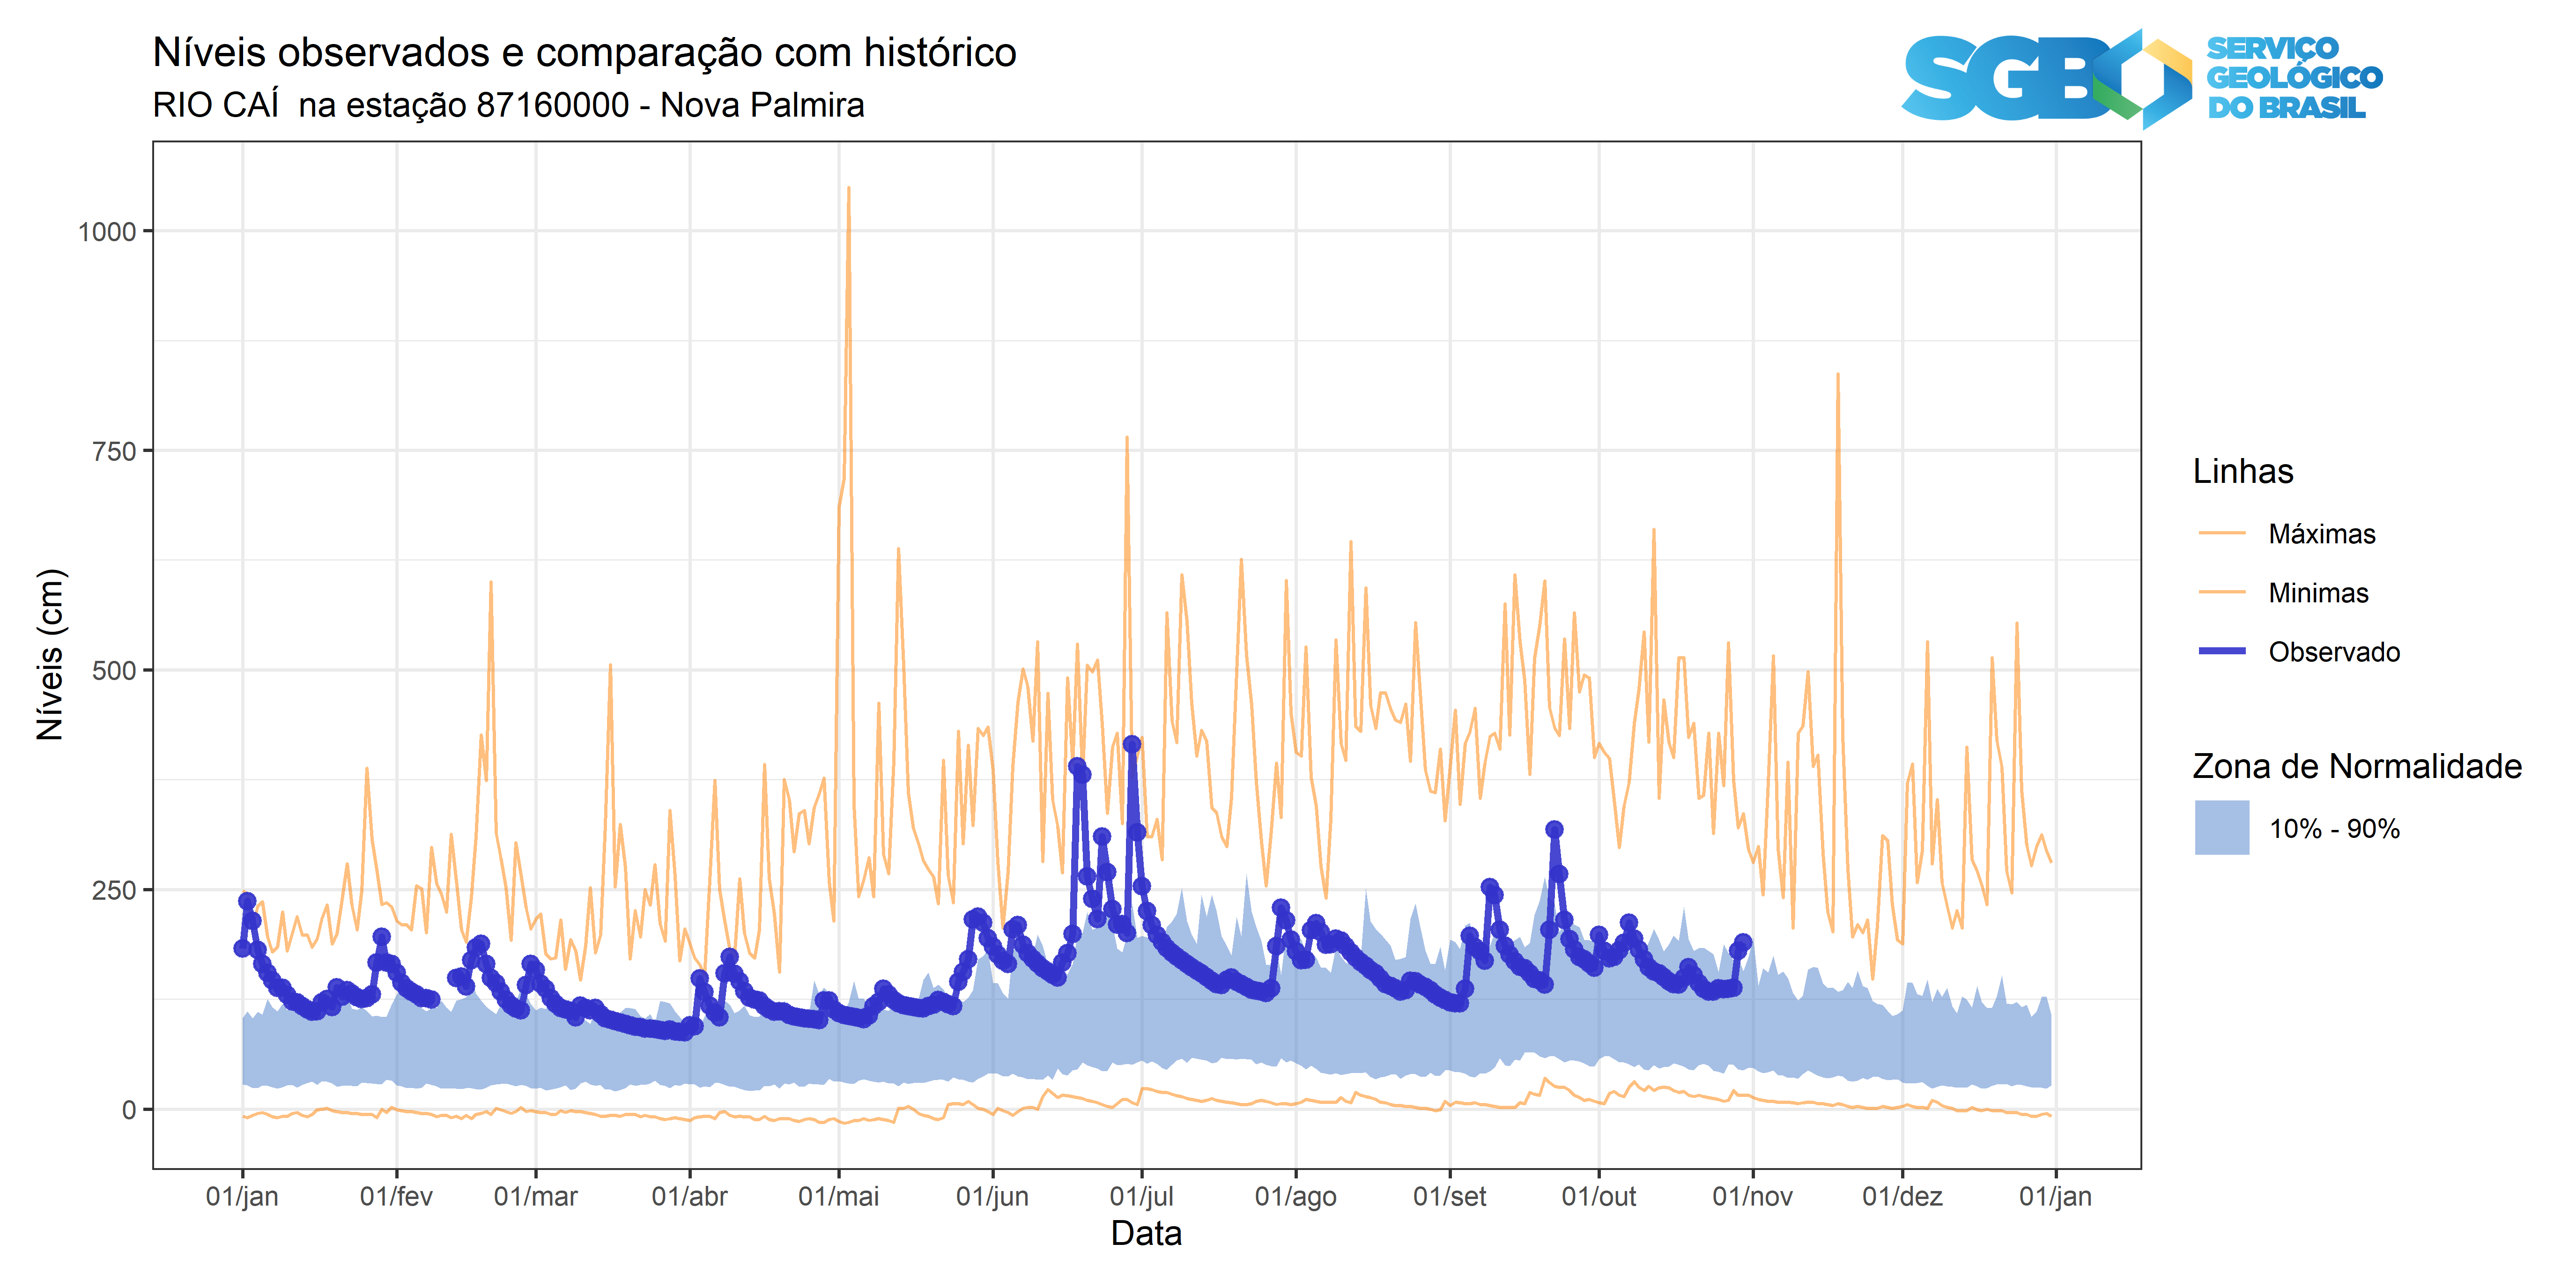 Níveis observados e comparação com histórico
RIO CAÍ  na estação 87160000 - Nova Palmira
SGB
SERVIÇO
GEOLÓGICO
DO BRASIL
Níveis (cm)
1000
750
500
250
0
01/jan
01/fev
01/mar
01/abr
01/mai
01/jun
01/jul
01/ago
01/set
01/out
01/nov
01/dez
01/jan
Data
Linhas
Máximas
Minimas
Observado
Zona de Normalidade
10% - 90%